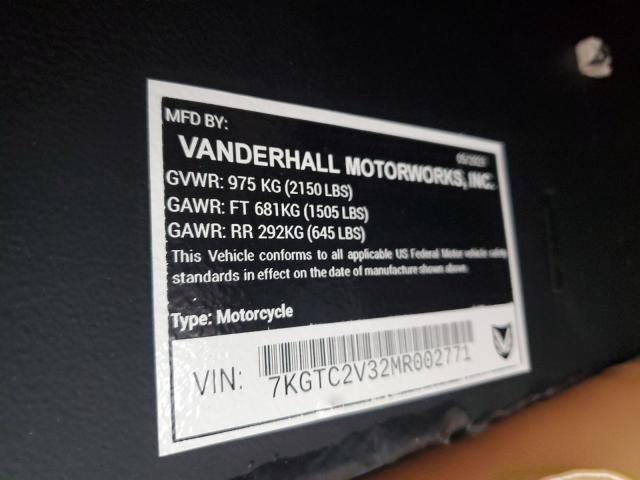 MFD BY:
VANDERHALL MOTORWORKS, INC.
GVWR: 975 KG (2150 LBS)
GAWR: FT 681KG (1505 LBS)
GAWR: RR 292KG (645 LBS)
This Vehicle conforms to all applicable US Federal Motor vehicle safety
standards in effect on the date of manufacture shown above.
Type: Motorcycle
VIN: 7KGTC2V32MR002771